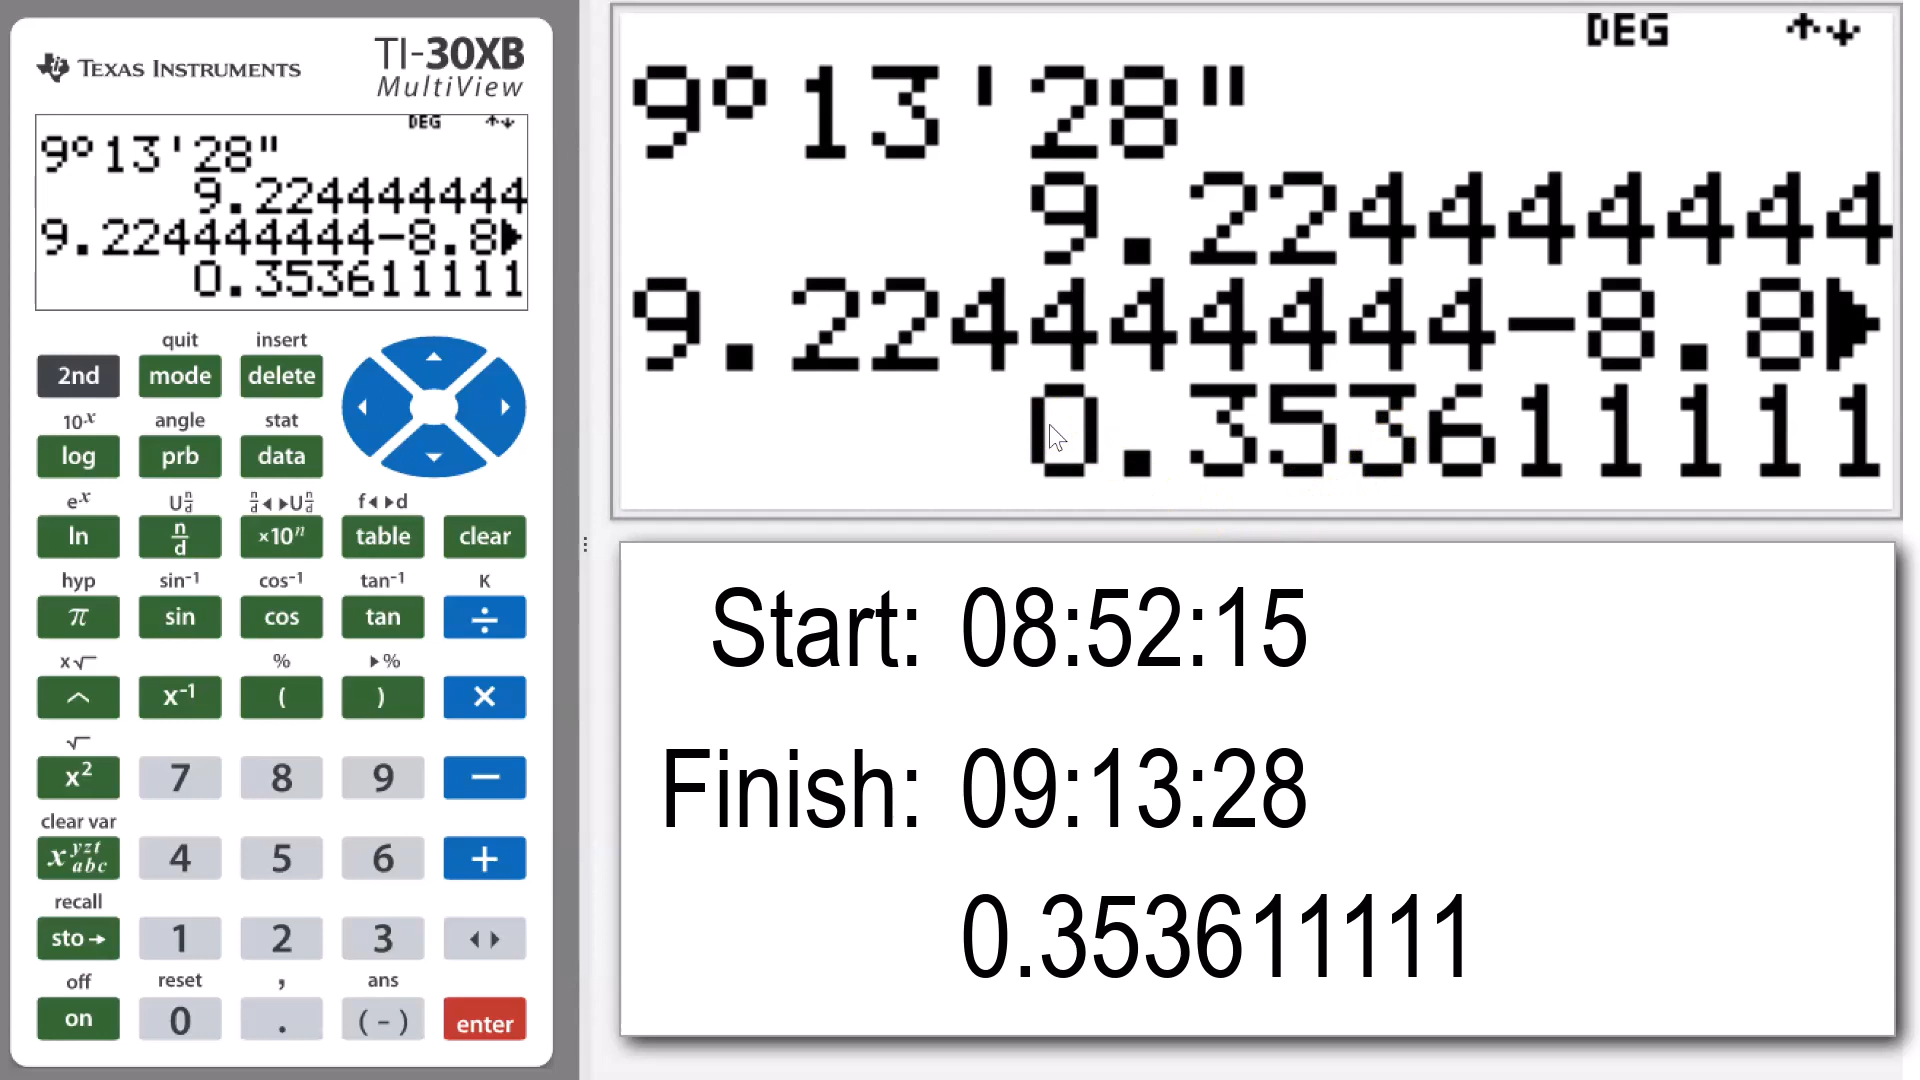 TEXAS INSTRUMENTS
TI-30XB
MultiView
DEG
9°13'28"
9.224444444
9.224444444-8.8
0.353611111
quit insert
2nd mode delete
10ˣ angle stat
log prb data
eˣ U n/d n/d◄►U n/d f◄►d
ln n/d ×10ⁿ table clear
hyp sin⁻¹ cos⁻¹ tan⁻¹ K
π sin cos tan ÷
x√ % ►%
^ x⁻¹ ( ) ×
√
x² 7 8 9 −
clear var
x yzt abc 4 5 6 +
recall
sto→ 1 2 3 ◄►
off reset , ans
on 0 . (-) enter
DEG
9°13'28"
9.224444444
9.224444444-8.8
0.353611111
Start: 08:52:15
Finish: 09:13:28
0.353611111